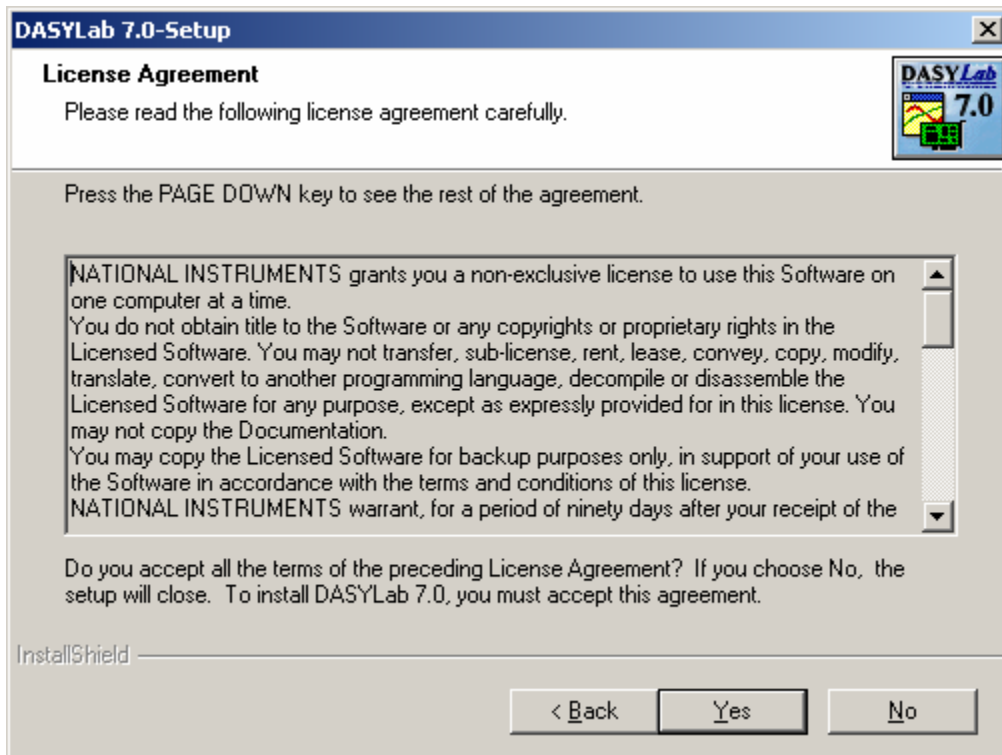 DASYLab 7.0-Setup
License Agreement
Please read the following license agreement carefully.
DASYLab
7.0
Press the PAGE DOWN key to see the rest of the agreement.
NATIONAL INSTRUMENTS grants you a non-exclusive license to use this Software on
one computer at a time.
You do not obtain title to the Software or any copyrights or proprietary rights in the
Licensed Software. You may not transfer, sub-license, rent, lease, convey, copy, modify,
translate, convert to another programming language, decompile or disassemble the
Licensed Software for any purpose, except as expressly provided for in this license. You
may not copy the Documentation.
You may copy the Licensed Software for backup purposes only, in support of your use of
the Software in accordance with the terms and conditions of this license.
NATIONAL INSTRUMENTS warrant, for a period of ninety days after your receipt of the
Do you accept all the terms of the preceding License Agreement? If you choose No, the
setup will close. To install DASYLab 7.0, you must accept this agreement.
InstallShield
< Back
Yes
No